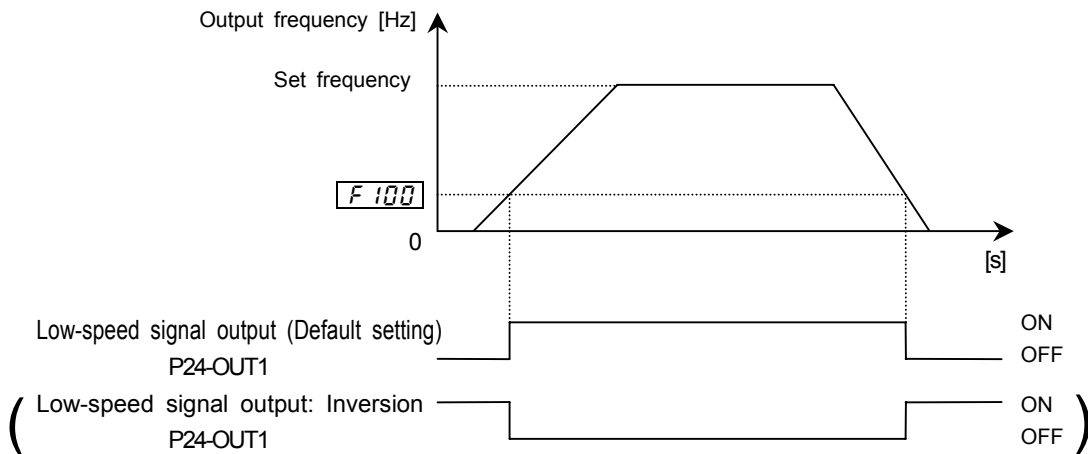 Output frequency [Hz]
Set frequency
F100
0
[s]
Low-speed signal output (Default setting)
P24-OUT1
ON
OFF
( Low-speed signal output: Inversion
P24-OUT1
ON
OFF )